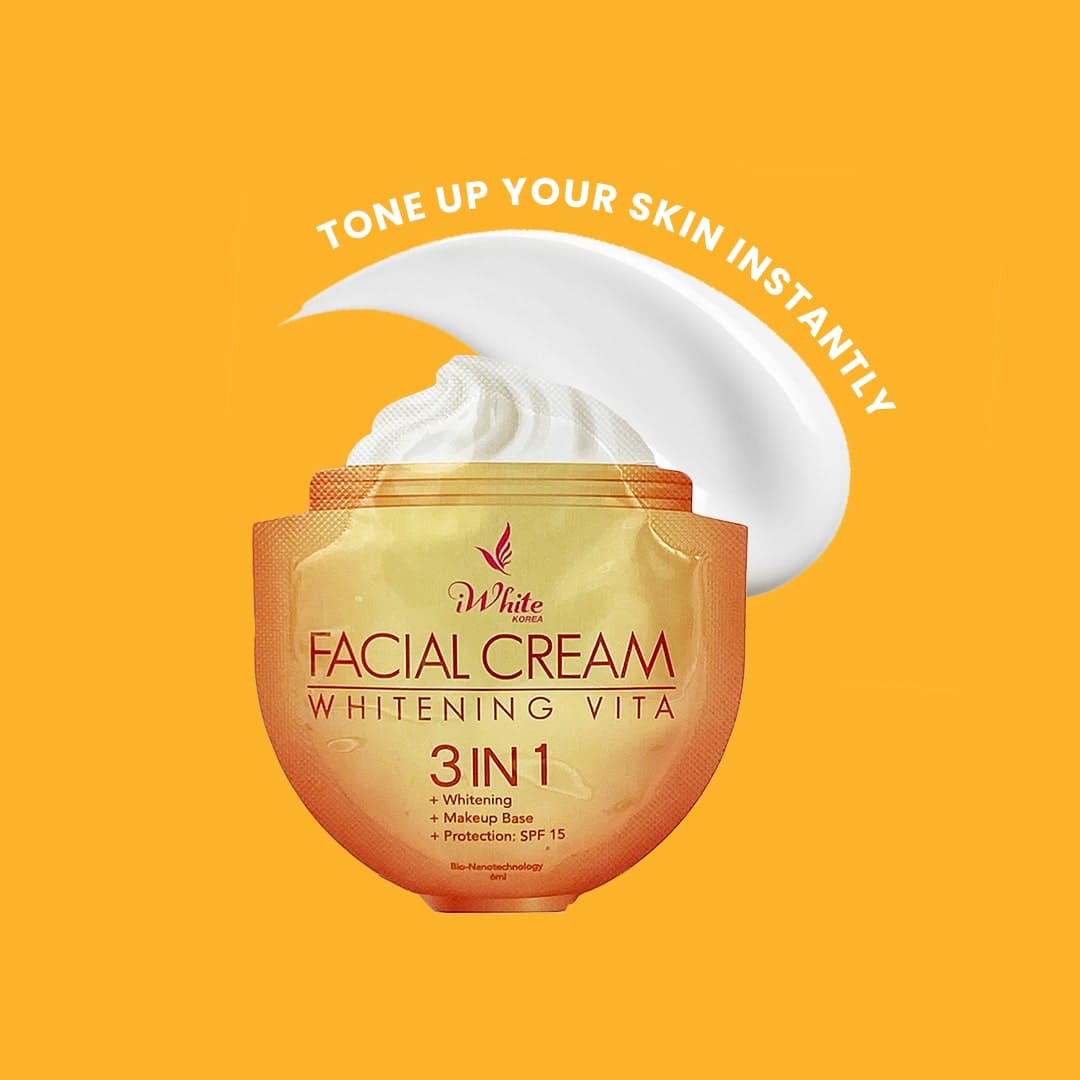 TONE UP YOUR SKIN INSTANTLY
iWhite
KOREA
FACIAL CREAM
WHITENING VITA
3 IN 1
+ Whitening
+ Makeup Base
+ Protection: SPF 15
Bio-Nanotechnology
6ml